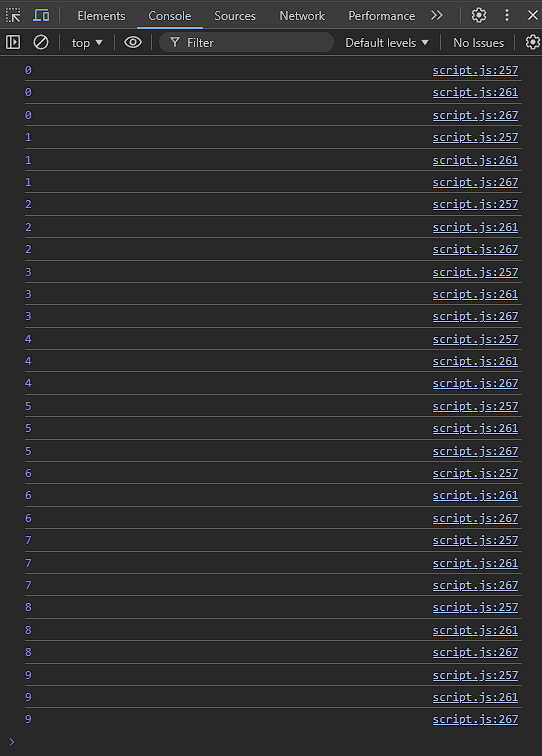 Elements Console Sources Network Performance
top Filter Default levels No Issues
0 script.js:257
0 script.js:261
0 script.js:267
1 script.js:257
1 script.js:261
1 script.js:267
2 script.js:257
2 script.js:261
2 script.js:267
3 script.js:257
3 script.js:261
3 script.js:267
4 script.js:257
4 script.js:261
4 script.js:267
5 script.js:257
5 script.js:261
5 script.js:267
6 script.js:257
6 script.js:261
6 script.js:267
7 script.js:257
7 script.js:261
7 script.js:267
8 script.js:257
8 script.js:261
8 script.js:267
9 script.js:257
9 script.js:261
9 script.js:267